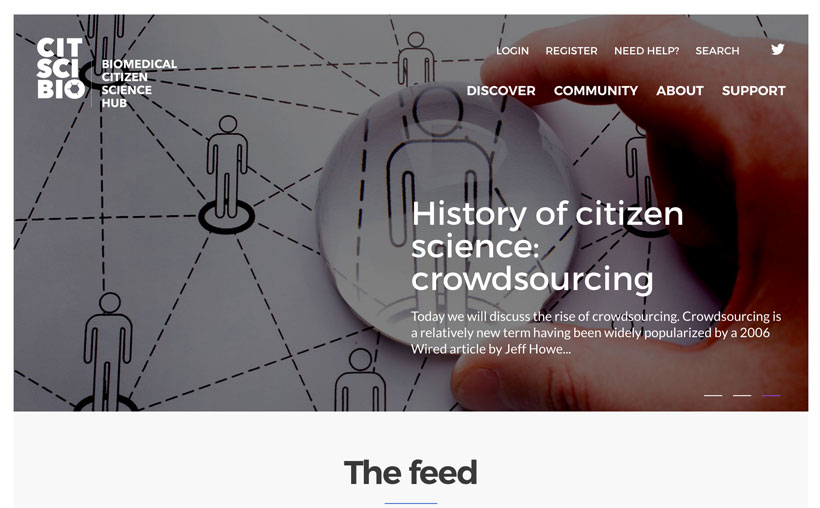 CIT
SCI
BIO
BIOMEDICAL
CITIZEN
SCIENCE
HUB
LOGIN REGISTER NEED HELP? SEARCH
DISCOVER COMMUNITY ABOUT SUPPORT
History of citizen
science:
crowdsourcing
Today we will discuss the rise of crowdsourcing. Crowdsourcing is
a relatively new term having been widely popularized by a 2006
Wired article by Jeff Howe...
The feed